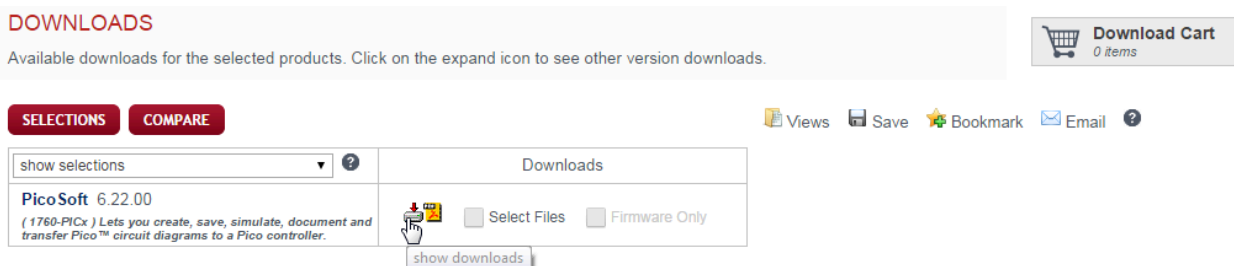 DOWNLOADS
Available downloads for the selected products. Click on the expand icon to see other version downloads.
Download Cart
0 items
SELECTIONS
COMPARE
Views
Save
Bookmark
Email
?
show selections
?
Downloads
PicoSoft 6.22.00
( 1760-PICx ) Lets you create, save, simulate, document and
transfer Pico™ circuit diagrams to a Pico controller.
Select Files
Firmware Only
show downloads